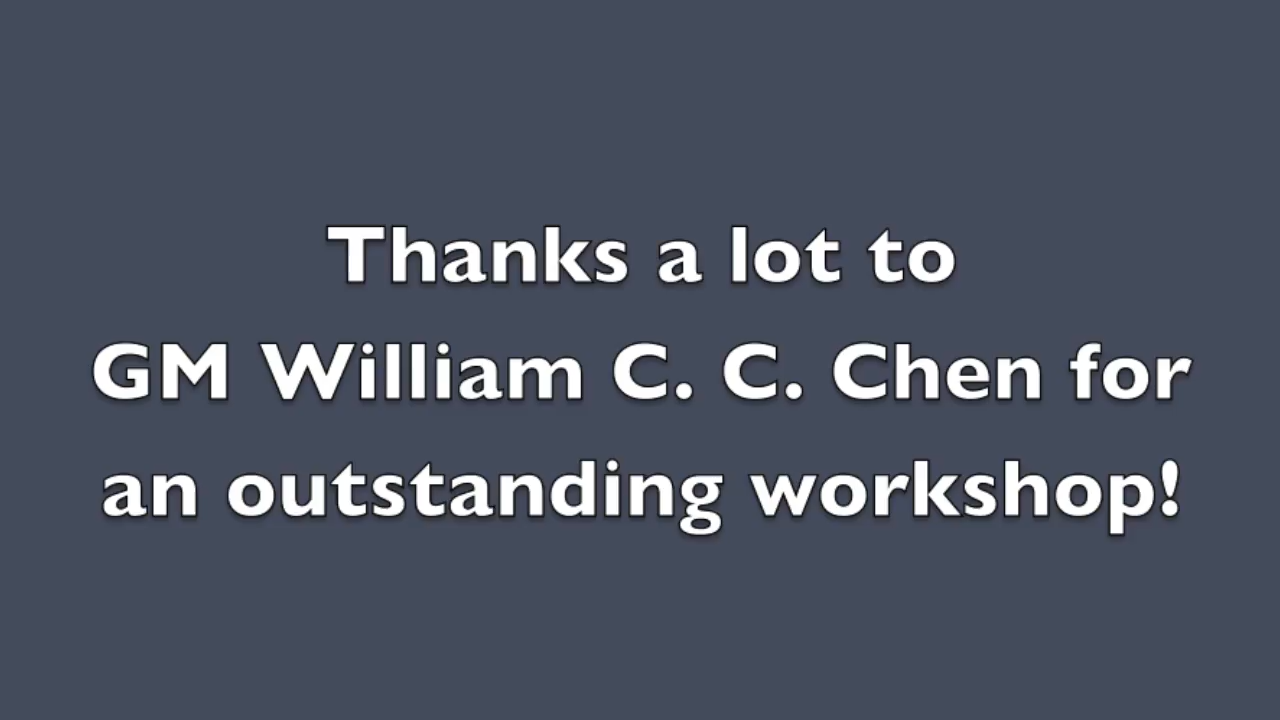 Thanks a lot to
GM William C. C. Chen for
an outstanding workshop!